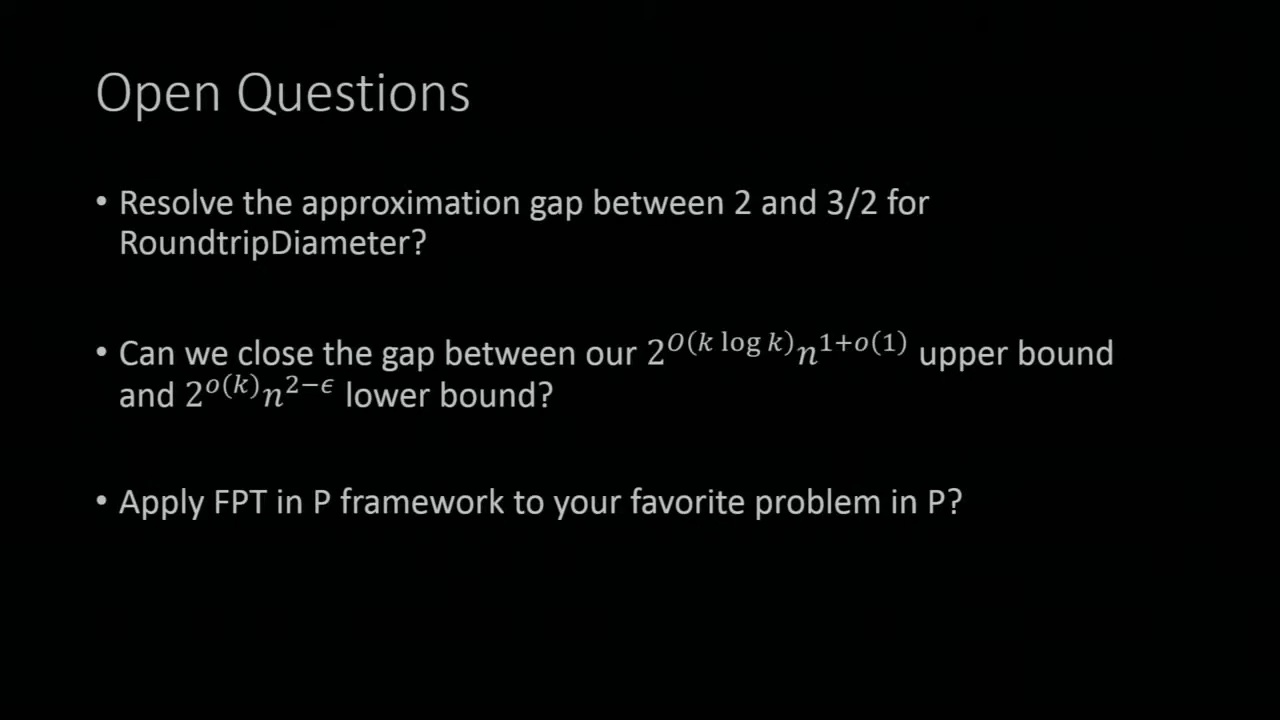 Open Questions
• Resolve the approximation gap between 2 and 3/2 for
RoundtripDiameter?
• Can we close the gap between our $2^{O(k \log k)} n^{1+o(1)}$ upper bound
and $2^{o(k)} n^{2-\epsilon}$ lower bound?
• Apply FPT in P framework to your favorite problem in P?